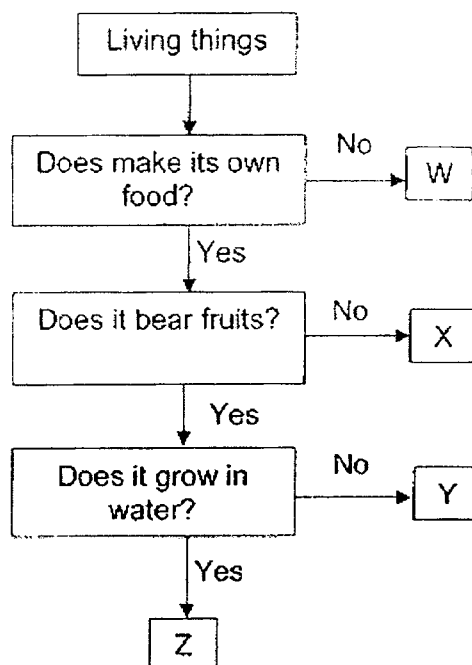 Living things
Does make its own
food?
No
W
Yes
Does it bear fruits?
No
X
Yes
Does it grow in
water?
No
Y
Yes
Z